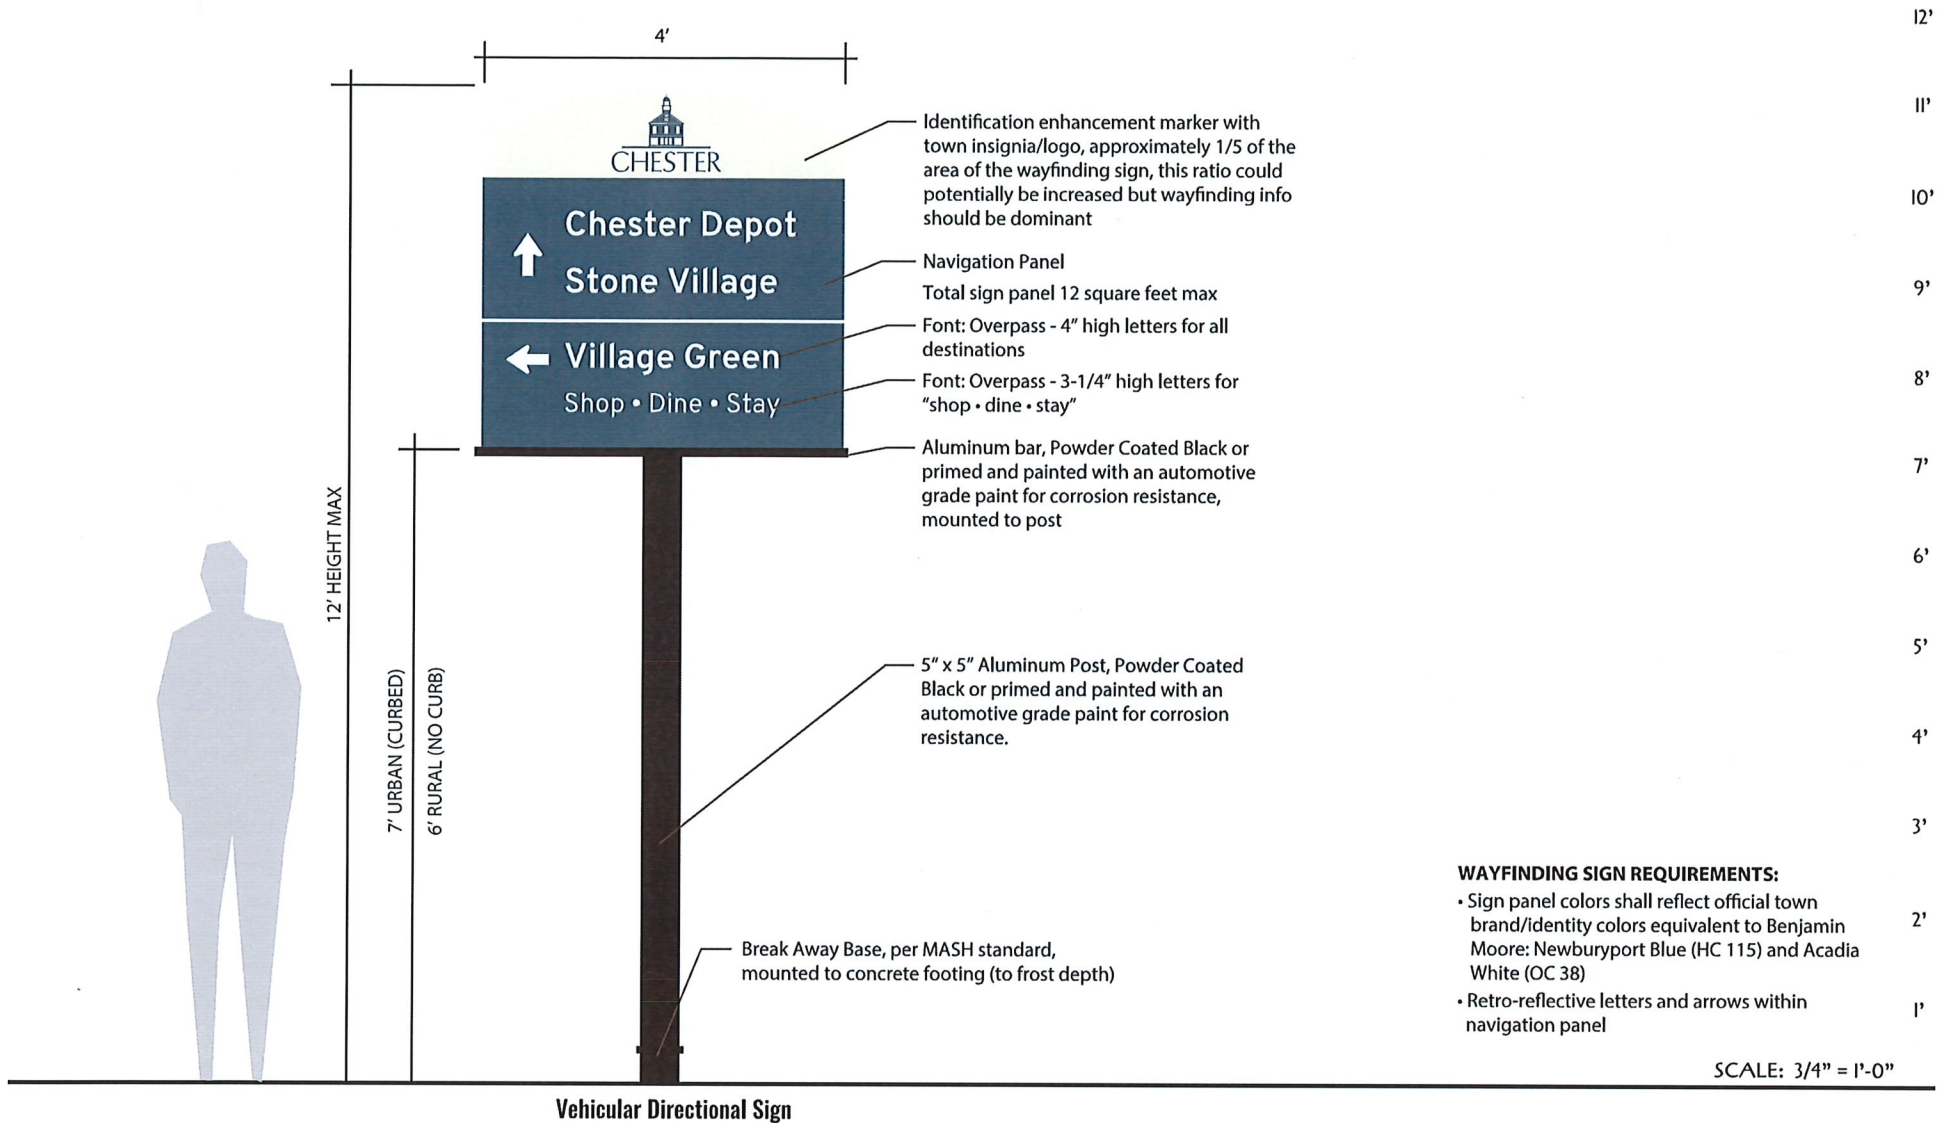 12'
4'
11'
CHESTER
Identification enhancement marker with
town insignia/logo, approximately 1/5 of the
area of the wayfinding sign, this ratio could
potentially be increased but wayfinding info
should be dominant
10'
Chester Depot
Stone Village
Navigation Panel
Total sign panel 12 square feet max
9'
Village Green
Shop • Dine • Stay
Font: Overpass - 4" high letters for all
destinations
Font: Overpass - 3-1/4" high letters for
"shop • dine • stay"
8'
Aluminum bar, Powder Coated Black or
primed and painted with an automotive
grade paint for corrosion resistance,
mounted to post
7'
12' HEIGHT MAX
6'
7' URBAN (CURBED)
6' RURAL (NO CURB)
5" x 5" Aluminum Post, Powder Coated
Black or primed and painted with an
automotive grade paint for corrosion
resistance.
5'
4'
3'
Break Away Base, per MASH standard,
mounted to concrete footing (to frost depth)
WAYFINDING SIGN REQUIREMENTS:
• Sign panel colors shall reflect official town
brand/identity colors equivalent to Benjamin
Moore: Newburyport Blue (HC 115) and Acadia
White (OC 38)
• Retro-reflective letters and arrows within
navigation panel
2'
1'
SCALE: 3/4" = 1'-0"
Vehicular Directional Sign